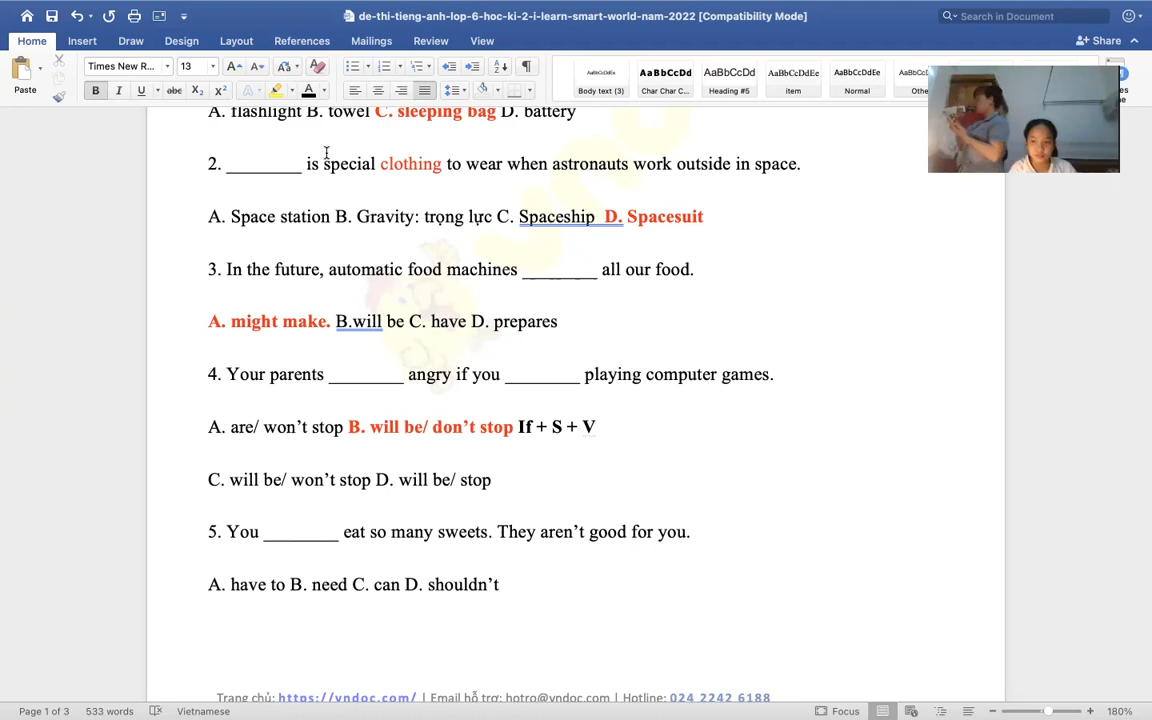 de-thi-tieng-anh-lop-6-hoc-ki-2-i-learn-smart-world-nam-2022 [Compatibility Mode]
Search in Document
Home Insert Draw Design Layout References Mailings Review View
Share
Paste
Times New R... 13
AaBbCcDdEe AaBbCcDd AaBbCcDd AaBbCcDdEe AaBbCcDdEe AaBbC
Body text (3) Char Char C... Heading #5 item Normal
A. flashlight B. towel C. sleeping bag D. battery
2. ________ is special clothing to wear when astronauts work outside in space.
A. Space station B. Gravity: trọng lực C. Spaceship D. Spacesuit
3. In the future, automatic food machines ________ all our food.
A. might make. B.will be C. have D. prepares
4. Your parents ________ angry if you ________ playing computer games.
A. are/ won’t stop B. will be/ don’t stop If + S + V
C. will be/ won’t stop D. will be/ stop
5. You ________ eat so many sweets. They aren’t good for you.
A. have to B. need C. can D. shouldn’t
Trang chủ: https://vndoc.com/ | Email hỗ trợ: hotro@vndoc.com | Hotline: 024 2242 6188
Page 1 of 3 533 words Vietnamese Focus 180%